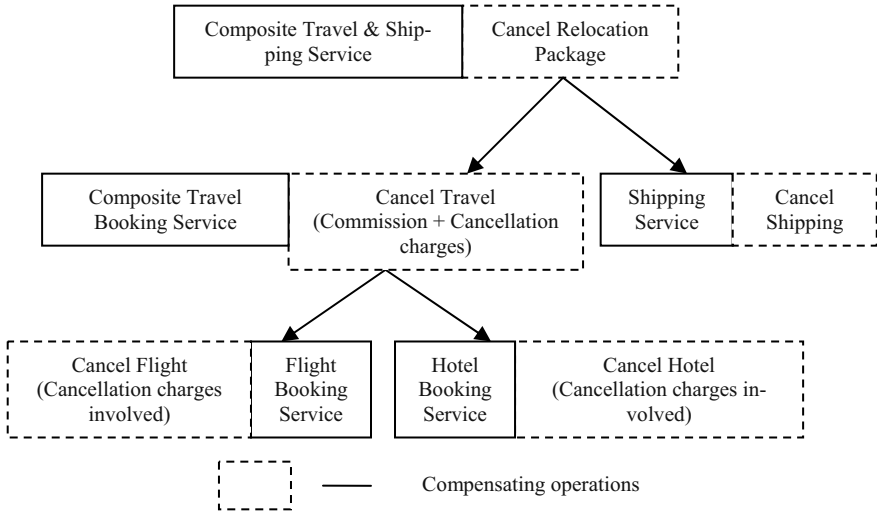 Composite Travel & Ship-
ping Service
Cancel Relocation
Package
Composite Travel
Booking Service
Cancel Travel
(Commission + Cancellation
charges)
Shipping
Service
Cancel
Shipping
Cancel Flight
(Cancellation charges
involved)
Flight
Booking
Service
Hotel
Booking
Service
Cancel Hotel
(Cancellation charges in-
volved)
Compensating operations